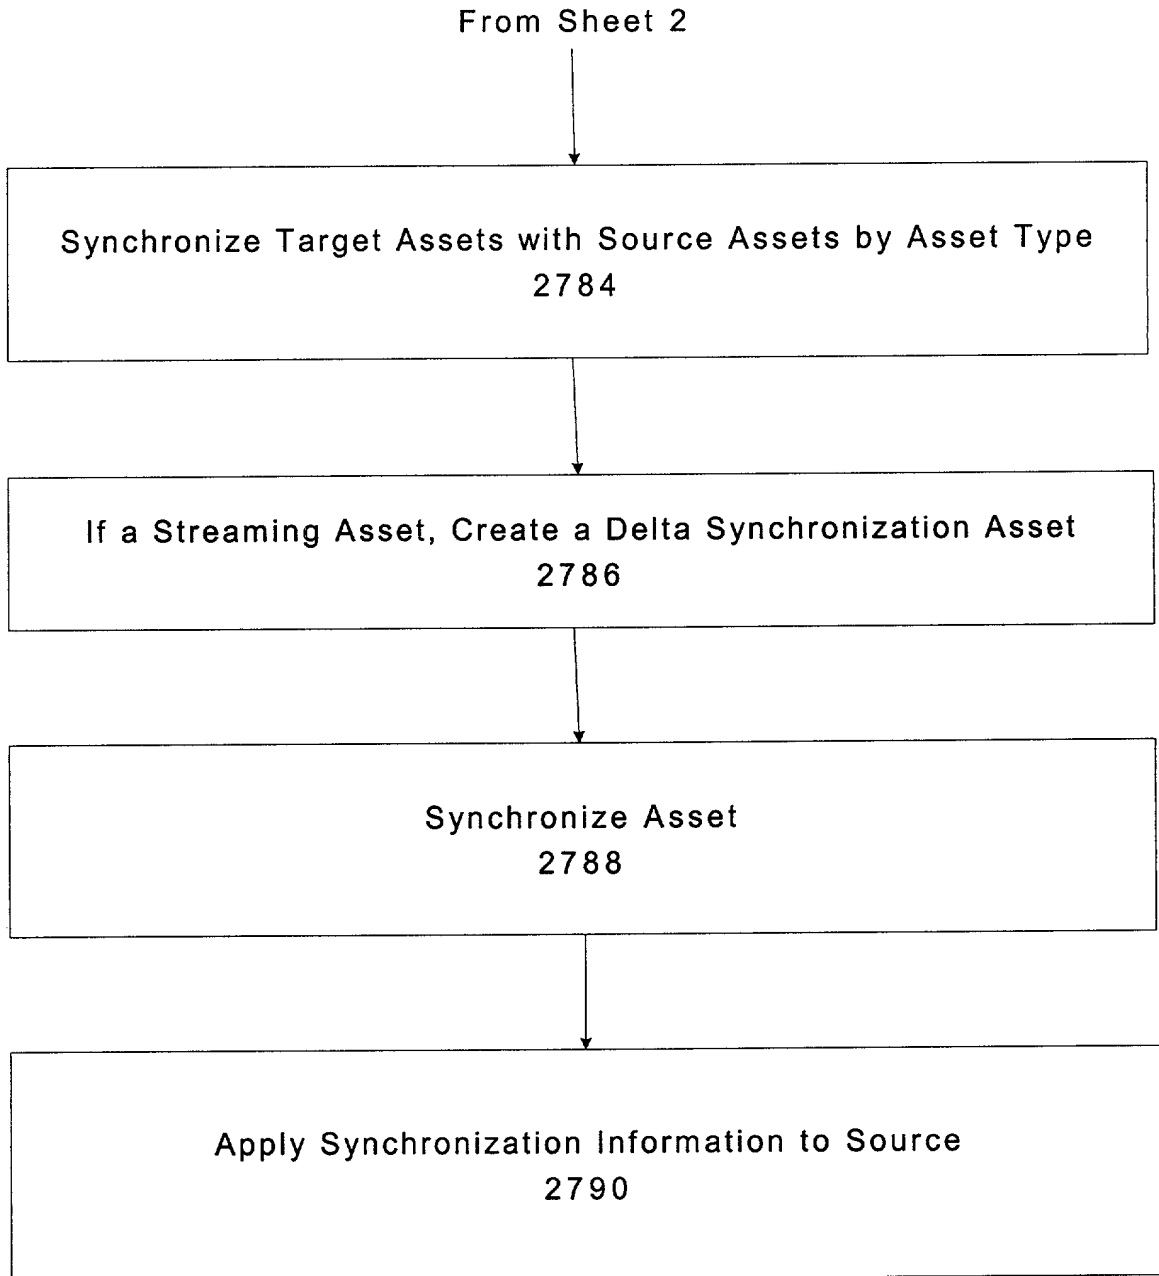 From Sheet 2
Synchronize Target Assets with Source Assets by Asset Type
2784
If a Streaming Asset, Create a Delta Synchronization Asset
2786
Synchronize Asset
2788
Apply Synchronization Information to Source
2790